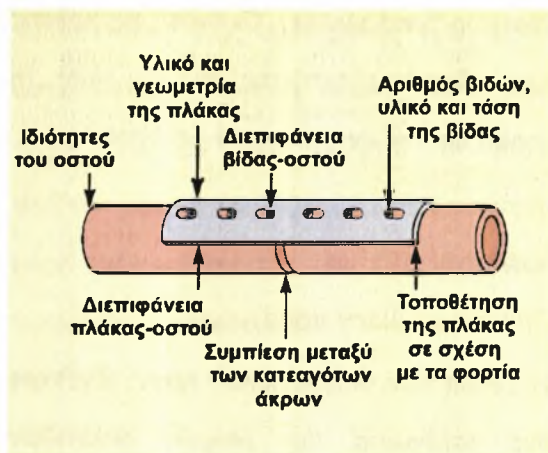 Υλικό και
γεωμετρία
της πλάκας
Αριθμός βιδών,
υλικό και τάση
της βίδας
Ιδιότητες
του οστού
Διεπιφάνεια
βίδας-οστού
Διεπιφάνεια
πλάκας-οστού
Συμπίεση μεταξύ
των κατεαγότων
άκρων
Τοποθέτηση
της πλάκας
σε σχέση
με τα φορτία